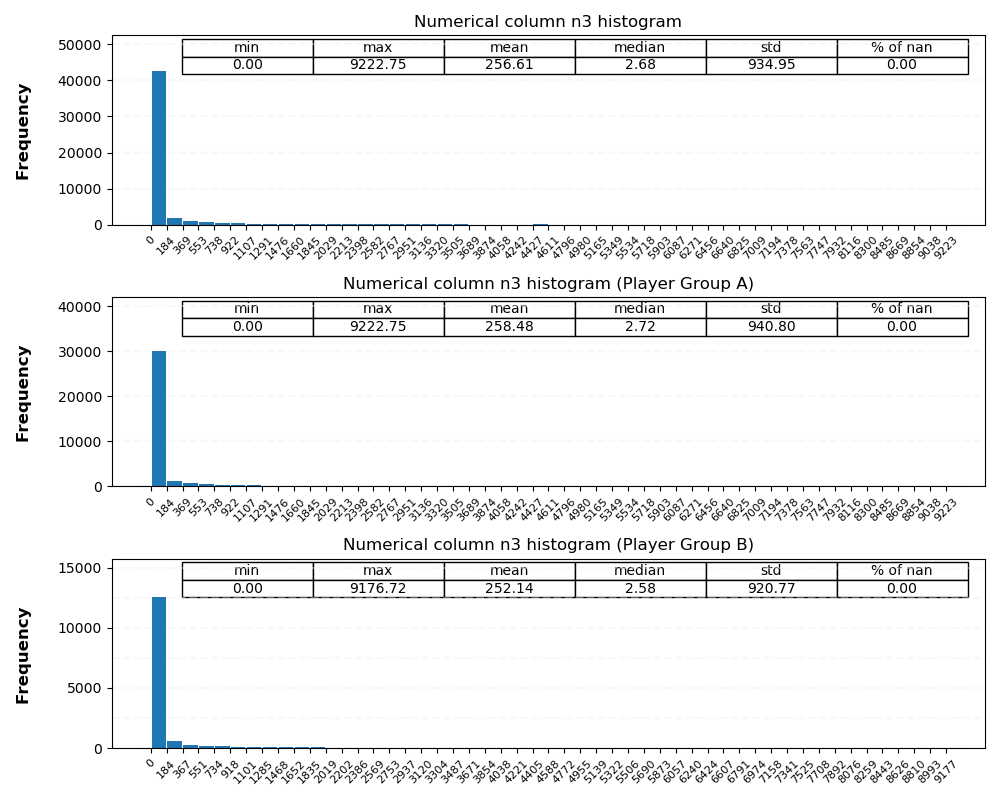 Numerical column n3 histogram
Frequency
50000
40000
30000
20000
10000
0
min max mean median std % of nan
0.00 9222.75 256.61 2.68 934.95 0.00
0 184 369 553 738 922 1107 1291 1476 1660 1845 2029 2213 2398 2582 2767 2951 3136 3320 3505 3689 3874 4058 4242 4427 4611 4796 4980 5165 5349 5534 5718 5903 6087 6271 6456 6640 6825 7009 7194 7378 7563 7747 7932 8116 8300 8485 8669 8854 9038 9223
Numerical column n3 histogram (Player Group A)
Frequency
40000
30000
20000
10000
0
min max mean median std % of nan
0.00 9222.75 258.48 2.72 940.80 0.00
0 184 369 553 738 922 1107 1291 1476 1660 1845 2029 2213 2398 2582 2767 2951 3136 3320 3505 3689 3874 4058 4242 4427 4611 4796 4980 5165 5349 5534 5718 5903 6087 6271 6456 6640 6825 7009 7194 7378 7563 7747 7932 8116 8300 8485 8669 8854 9038 9223
Numerical column n3 histogram (Player Group B)
Frequency
15000
10000
5000
0
min max mean median std % of nan
0.00 9176.72 252.14 2.58 920.77 0.00
0 184 367 551 734 918 1101 1285 1468 1652 1835 2019 2202 2386 2569 2753 2937 3120 3304 3487 3671 3854 4038 4221 4405 4588 4772 4955 5139 5322 5506 5690 5873 6057 6240 6424 6607 6791 6974 7158 7341 7525 7708 7892 8076 8259 8443 8626 8810 8993 9177